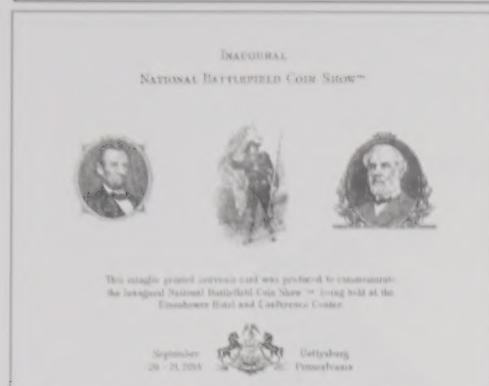 INAUGURAL
NATIONAL BATTLEFIELD COIN SHOW™
This intaglio printed souvenir card was produced to commemorate
the Inaugural National Battlefield Coin Show ™ being held at the
Eisenhower Hotel and Conference Center.
September Gettysburg
Pennsylvania